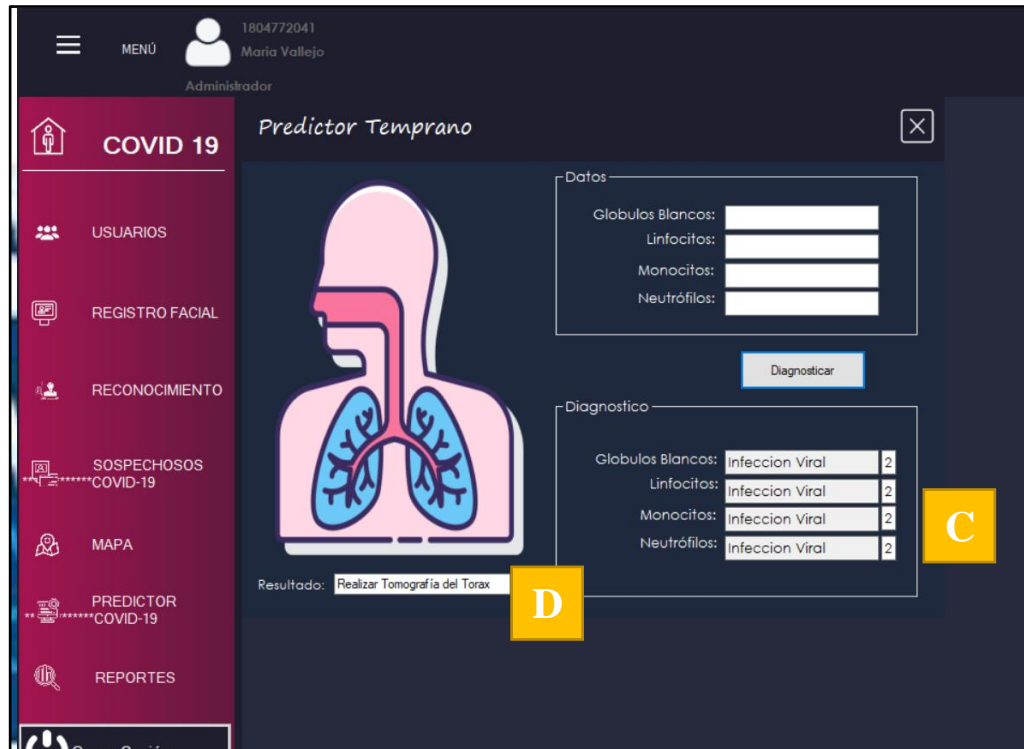 1804772041
MENÚ
Maria Vallejo
Administrador
COVID 19
Predictor Temprano
USUARIOS
REGISTRO FACIAL
RECONOCIMIENTO
SOSPECHOSOS
******COVID-19
MAPA
PREDICTOR
******COVID-19
REPORTES
Datos
Globulos Blancos:
Linfocitos:
Monocitos:
Neutrófilos:
Diagnosticar
Diagnostico
Globulos Blancos: Infeccion Viral 2
Linfocitos: Infeccion Viral 2
Monocitos: Infeccion Viral 2
Neutrófilos: Infeccion Viral 2
C
Resultado: Realizar Tomografía del Torax
D